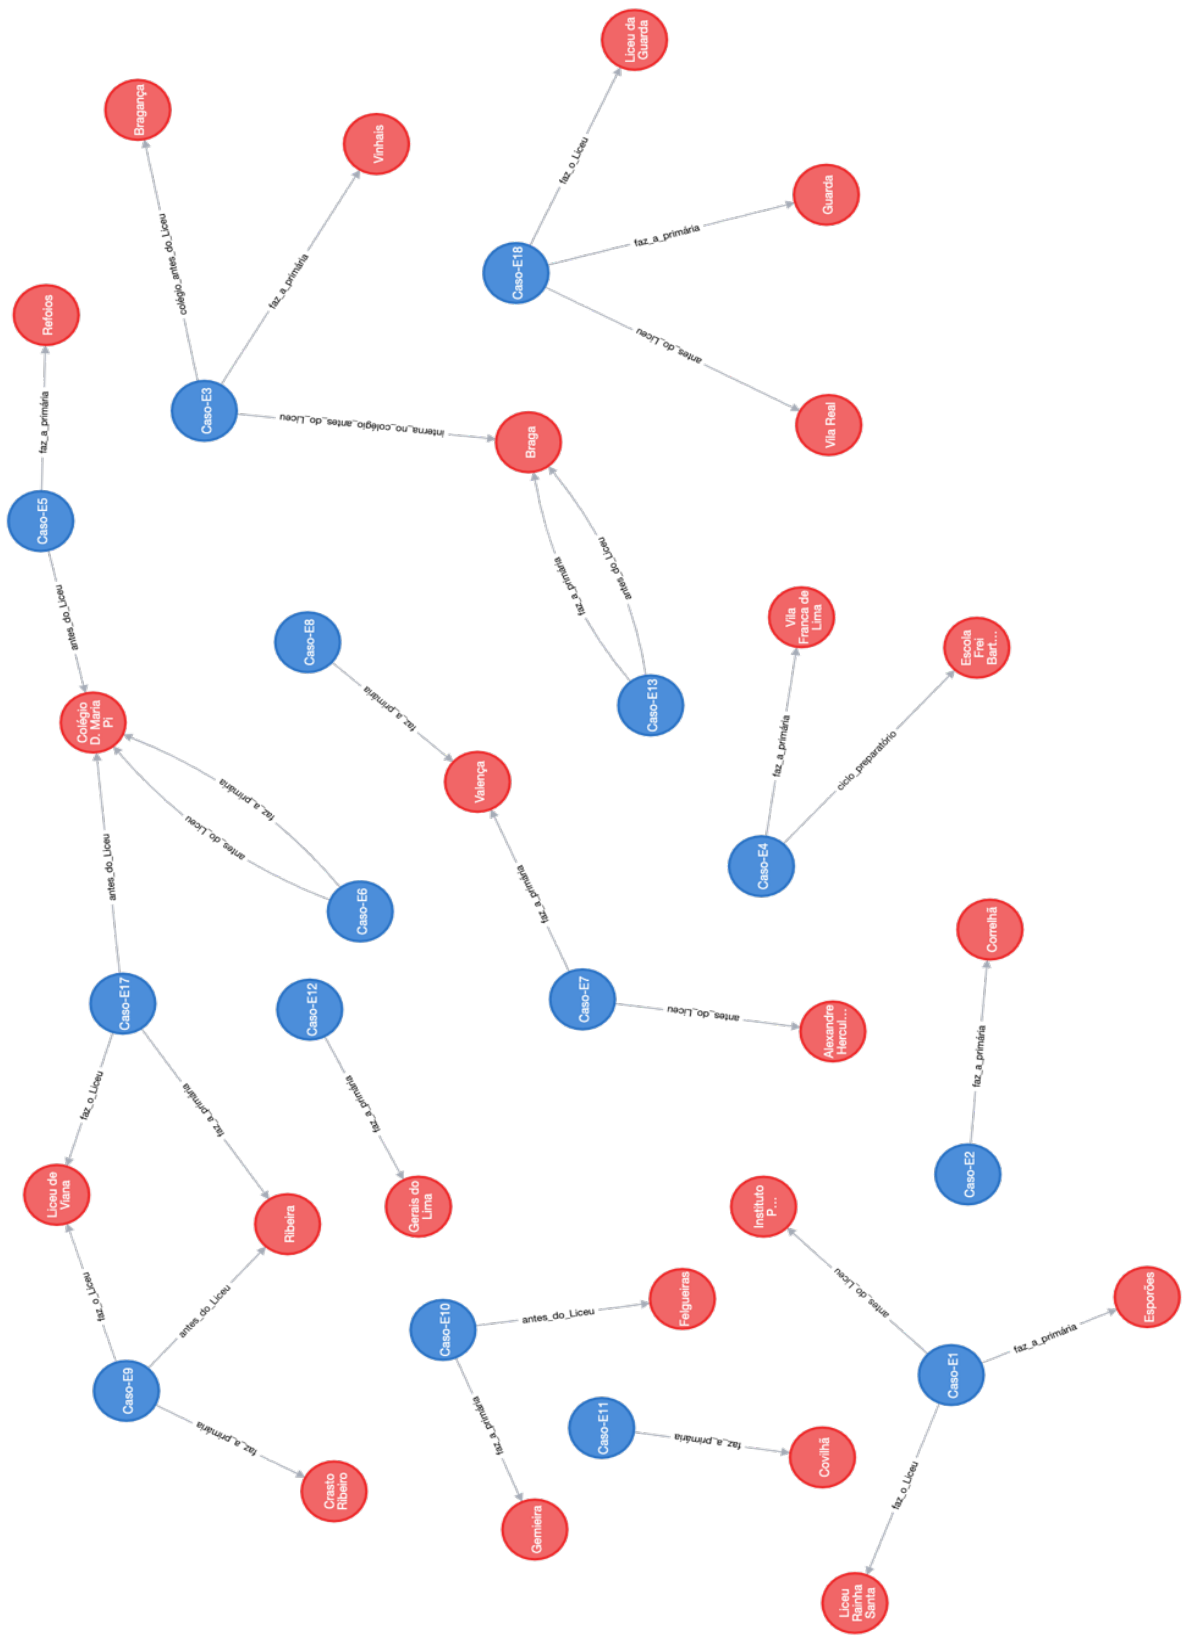 Liceu da
Guarda
Bragança
Vinhais
faz_o_Liceu
colégio_antes_do_Liceu
Guarda
faz_a_primária
faz_a_primária
Caso-E18
Refoios
antes_do_Liceu
faz_a_primária
Caso-E3
interna_no_colégio_antes_do_Liceu
Vila Real
Braga
Caso-E5
antes_do_Liceu
faz_a_primária
antes_do_Liceu
Vila
Franca de
Lima
Caso-E8
Escola
Frei
Bart...
faz_a_primária
Caso-E13
Colégio
D. Maria
Pi
faz_a_primária
ciclo_preparatório
Valença
faz_a_primária
antes_do_Liceu
antes_do_Liceu
faz_a_primária
Caso-E4
Caso-E6
Correlhã
Caso-E17
Caso-E12
Caso-E7
antes_do_Liceu
Alexandre
Hercul...
faz_a_primária
faz_o_Liceu
faz_a_primária
faz_a_primária
Caso-E2
Liceu de
Viana
Ribeira
Gerais do
Lima
Instituto
P...
faz_o_Liceu
antes_do_Liceu
antes_do_Liceu
Felgueiras
Esporões
Caso-E10
antes_do_Liceu
faz_a_primária
Caso-E9
Caso-E1
faz_a_primária
faz_a_primária
Caso-E11
faz_a_primária
Covilhã
Crasto
Ribeiro
faz_o_Liceu
Gemieira
Liceu
Rainha
Santa